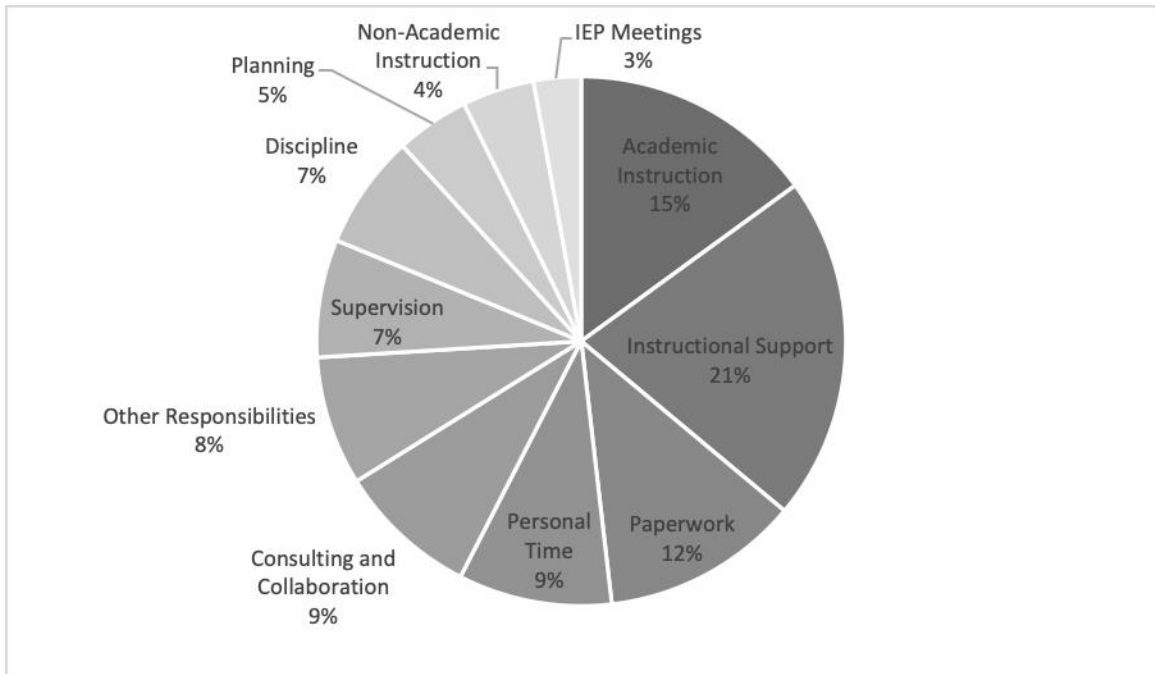 IEP Meetings
3%
Academic
Instruction
15%
Instructional Support
21%
Paperwork
12%
Personal
Time
9%
Consulting and
Collaboration
9%
Other Responsibilities
8%
Supervision
7%
Discipline
7%
Planning
5%
Non-Academic
Instruction
4%